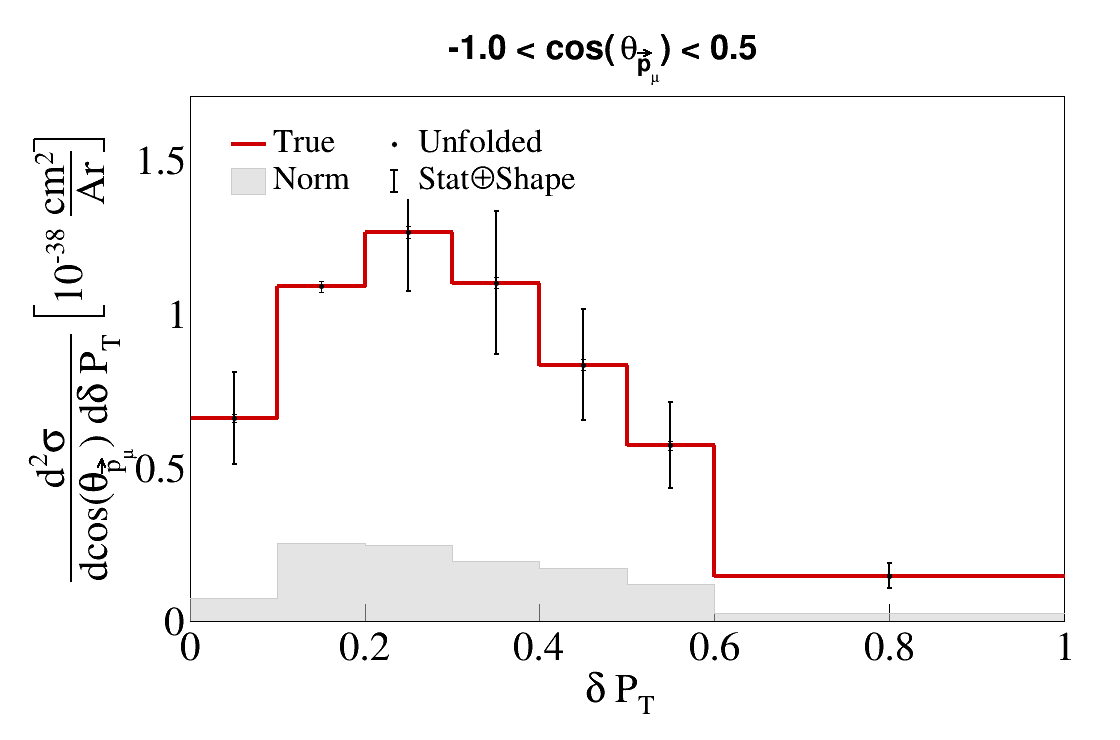 -1.0 < cos(θ_{\vec{p}_μ}) < 0.5
d²σ / dcos(θ_{\vec{p}_μ}) dδ P_T [10⁻³⁸ cm² / Ar]
True
Unfolded
Norm
Stat⊕Shape
1.5
1
0.5
0
0 0.2 0.4 0.6 0.8 1
δ P_T